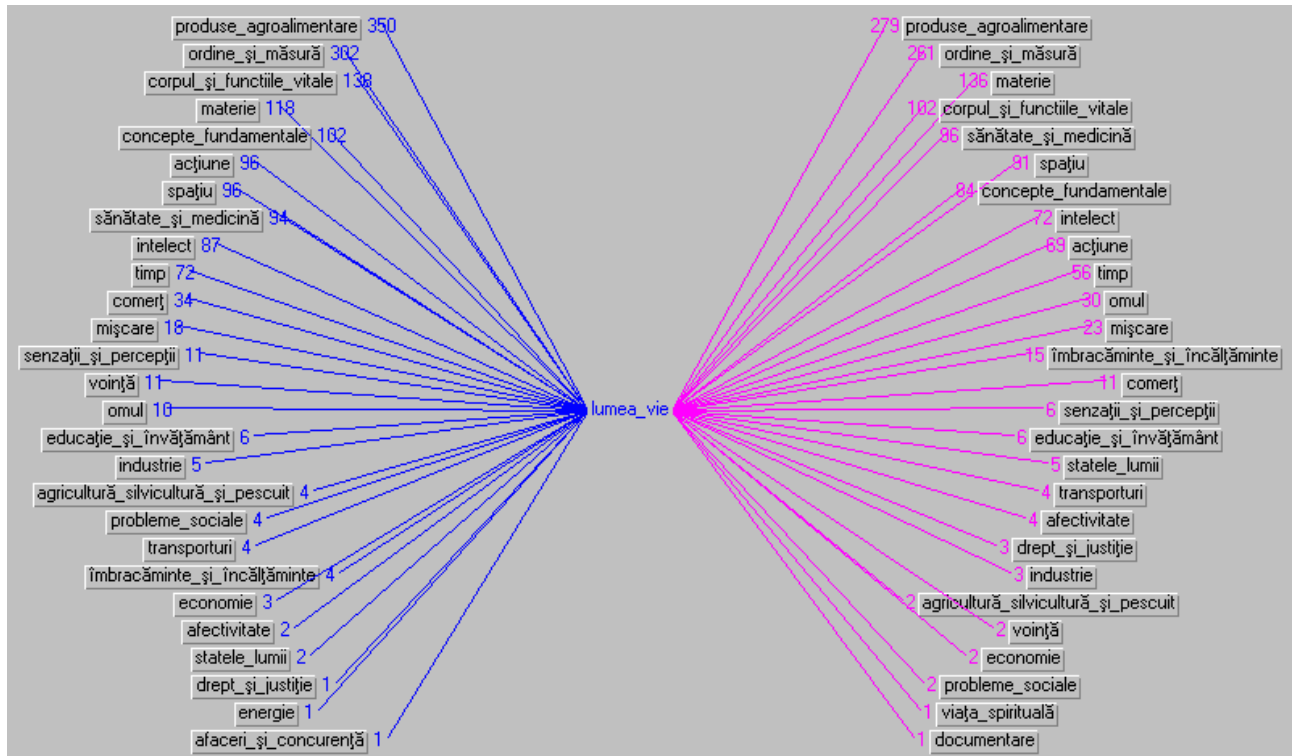 produse_agroalimentare 350
ordine_şi_măsură 302
corpul_şi_functiile_vitale 138
materie 118
concepte_fundamentale 102
acţiune 96
spaţiu 96
sănătate_şi_medicină 94
intelect 87
timp 72
comerţ 34
mişcare 18
senzaţii_şi_percepţii 11
voinţă 11
omul 10
educaţie_şi_învăţământ 6
industrie 5
agricultură_silvicultură_şi_pescuit 4
probleme_sociale 4
transporturi 4
îmbracăminte_şi_încălţăminte 4
economie 3
afectivitate 2
statele_lumii 2
drept_şi_justiţie 1
energie 1
afaceri_şi_concurenţă 1
lumea_vie
279 produse_agroalimentare
261 ordine_şi_măsură
136 materie
102 corpul_şi_functiile_vitale
96 sănătate_şi_medicină
91 spaţiu
84 concepte_fundamentale
72 intelect
69 acţiune
56 timp
30 omul
23 mişcare
15 îmbracăminte_şi_încălţăminte
11 comerţ
6 senzaţii_şi_percepţii
6 educaţie_şi_învăţământ
5 statele_lumii
4 transporturi
4 afectivitate
3 drept_şi_justiţie
3 industrie
2 agricultură_silvicultură_şi_pescuit
2 voinţă
2 economie
2 probleme_sociale
1 viaţa_spirituală
1 documentare